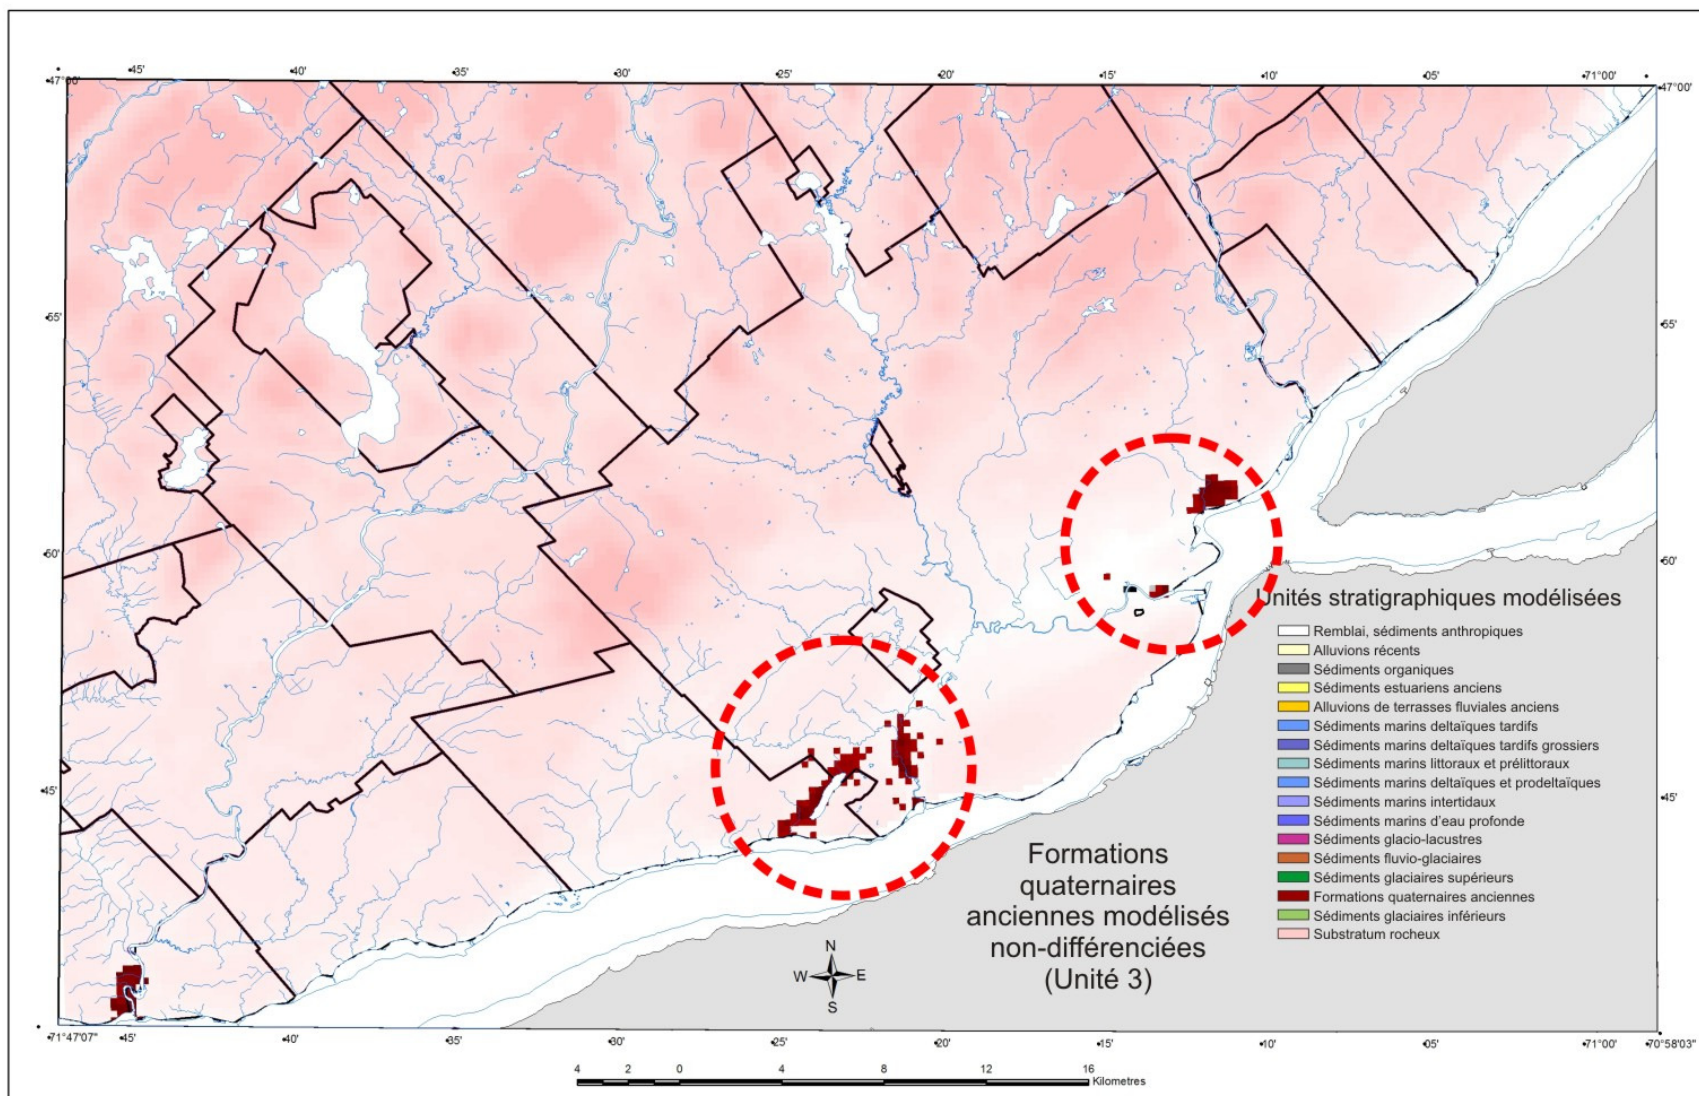 45'
40'
35'
30'
25'
20'
15'
10'
05'
71°00'
47°00'
47°00'
55'
55'
50'
50'
45'
45'
Unités stratigraphiques modélisées
Remblai, sédiments anthropiques
Alluvions récents
Sédiments organiques
Sédiments estuariens anciens
Alluvions de terrasses fluviales anciens
Sédiments marins deltaïques tardifs
Sédiments marins deltaïques tardifs grossiers
Sédiments marins littoraux et prélittoraux
Sédiments marins deltaïques et prodeltaïques
Sédiments marins intertidaux
Sédiments marins d'eau profonde
Sédiments glacio-lacustres
Sédiments fluvio-glaciaires
Sédiments glaciaires supérieurs
Formations quaternaires anciennes
Sédiments glaciaires inférieurs
Substratum rocheux
Formations
quaternaires
anciennes modélisés
non-différenciées
(Unité 3)
N
W E
S
71°47'07"
45'
40'
35'
30'
25'
20'
15'
10'
05'
71°00'
70°58'03"
4 2 0 4 8 12 16
Kilometres